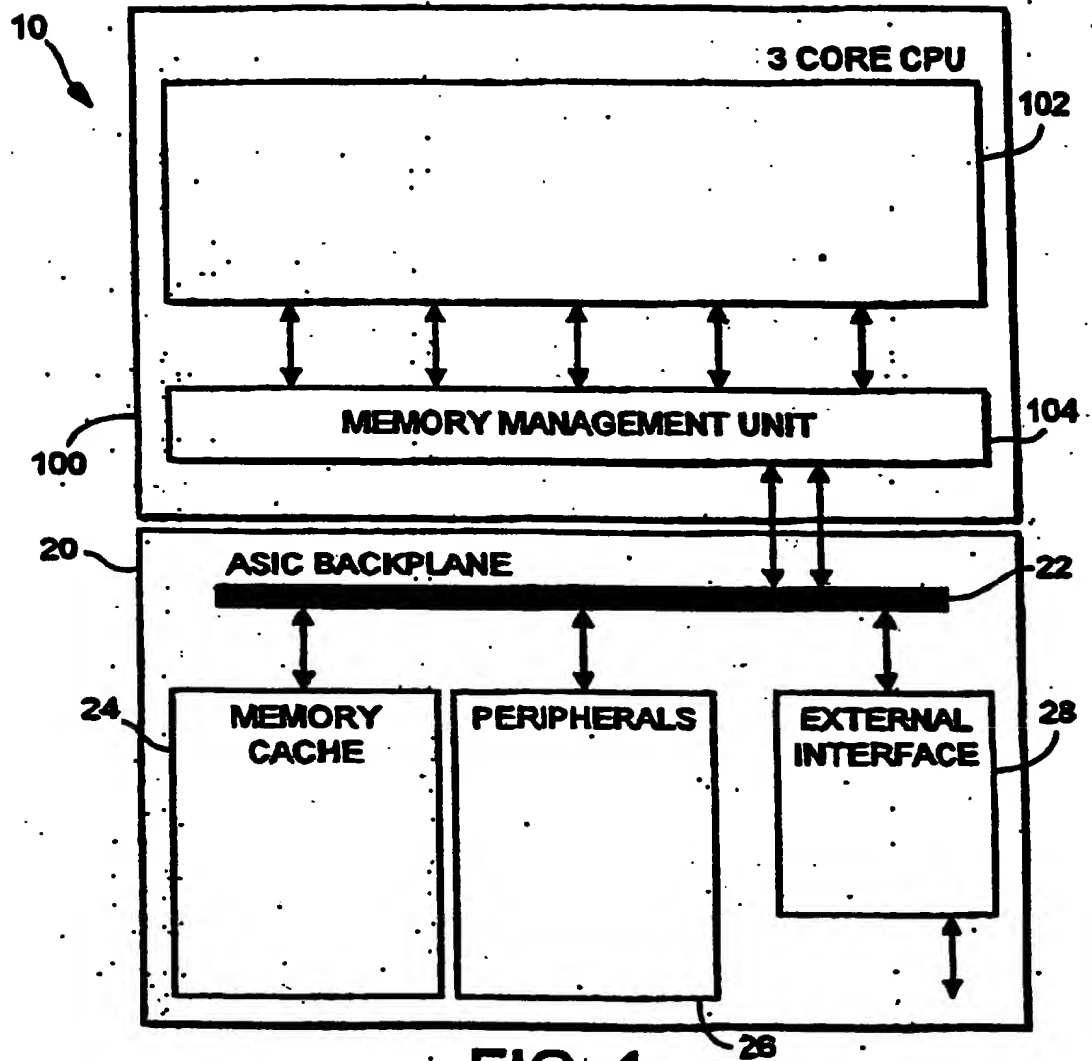 10
3 CORE CPU
102
MEMORY MANAGEMENT UNIT
104
100
20
ASIC BACKPLANE
22
24
MEMORY
CACHE
PERIPHERALS
EXTERNAL
INTERFACE
28
26